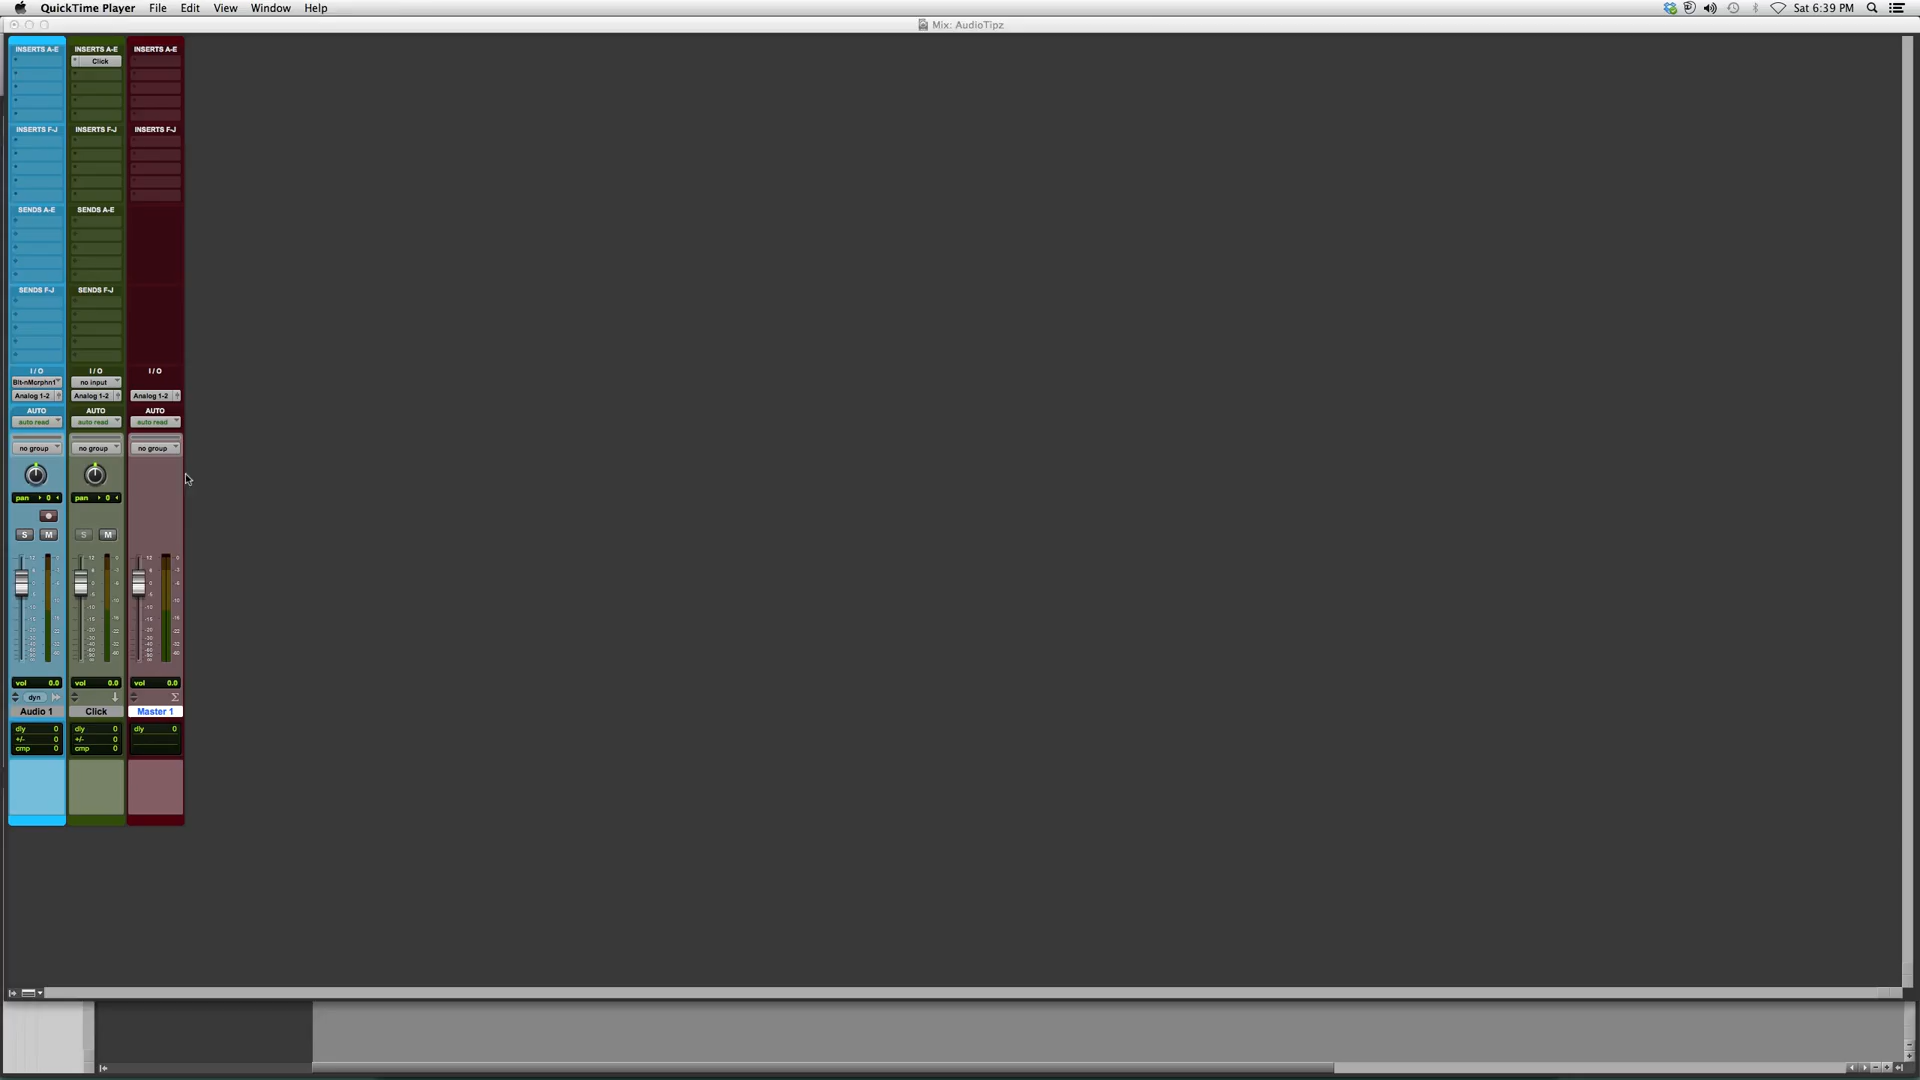 QuickTime Player File Edit View Window Help Sat 6:39 PM
Mix: AudioTipz
INSERTS A-E INSERTS A-E INSERTS A-E
Click
INSERTS F-J INSERTS F-J INSERTS F-J
SENDS A-E SENDS A-E
SENDS F-J SENDS F-J
I / O I / O I / O
no input
Analog 1-2 Analog 1-2 Analog 1-2
AUTO AUTO AUTO
auto read auto read auto read
no group no group no group
pan 0 pan 0
S M S M
vol 0.0 vol 0.0 vol 0.0
dyn Σ
Audio 1 Click Master 1
dly 0 dly 0 dly 0
+/- 0 +/- 0
cmp 0 cmp 0